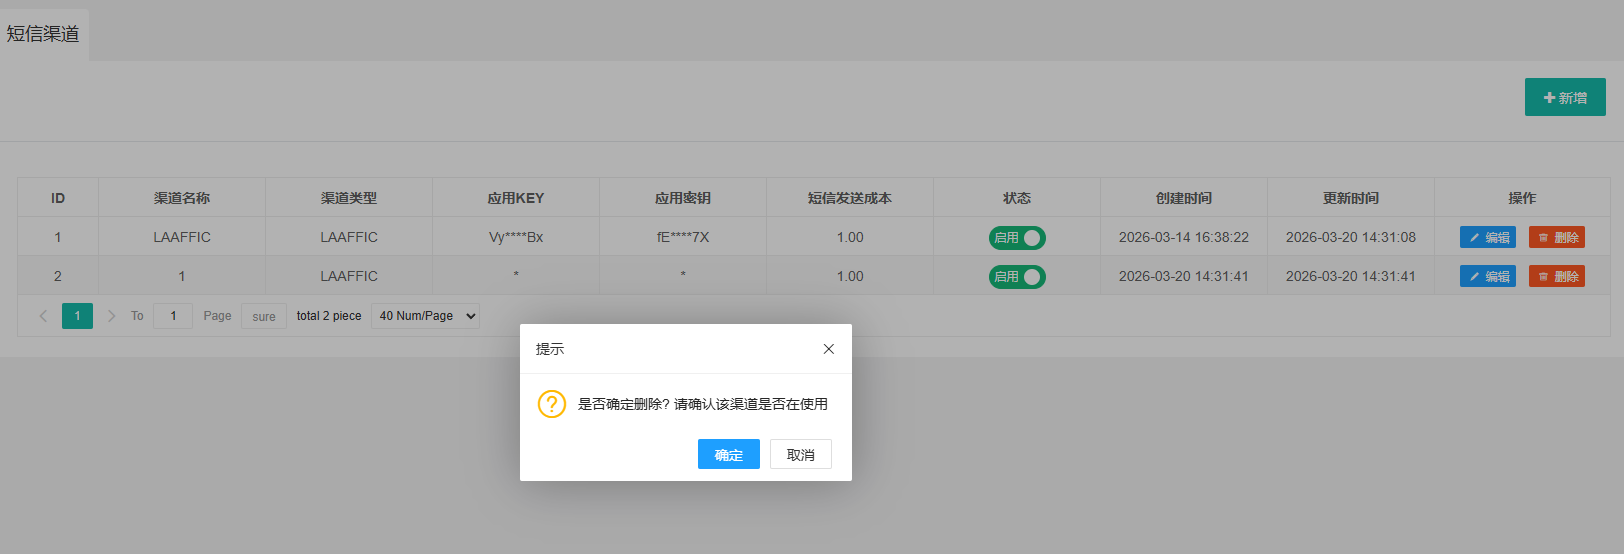 短信渠道
新增
ID 渠道名称 渠道类型 应用KEY 应用密钥 短信发送成本 状态 创建时间 更新时间 操作
1 LAAFFIC LAAFFIC Vy****Bx fE****7X 1.00 启用 2026-03-14 16:38:22 2026-03-20 14:31:08 编辑 删除
2 1 LAAFFIC * * 1.00 启用 2026-03-20 14:31:41 2026-03-20 14:31:41 编辑 删除
1 To 1 Page sure total 2 piece 40 Num/Page
提示
是否确定删除? 请确认该渠道是否在使用
确定 取消